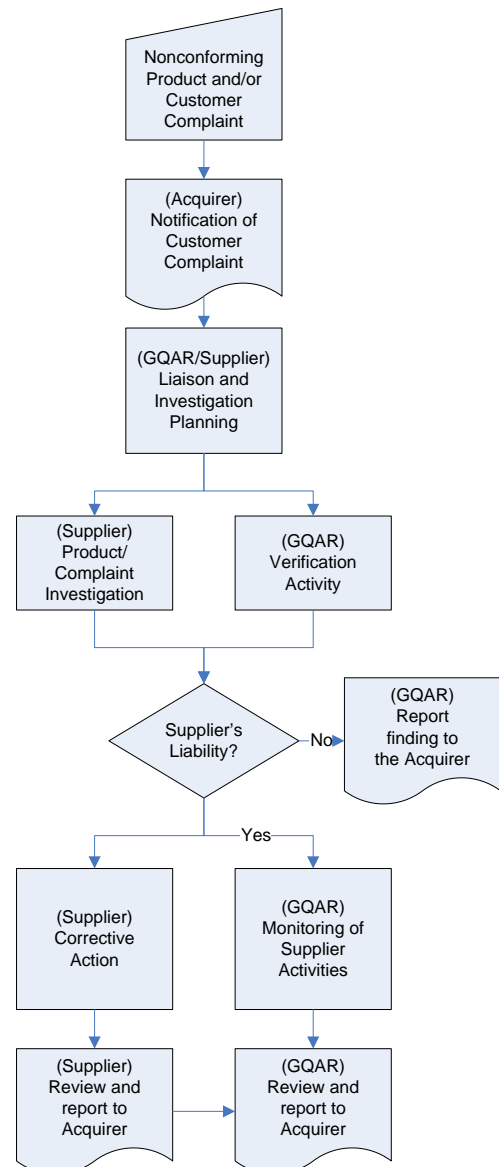 Nonconforming
Product and/or
Customer
Complaint
(Acquirer)
Notification of
Customer
Complaint
(GQAR/Supplier)
Liaison and
Investigation
Planning
(Supplier)
Product/
Complaint
Investigation
(GQAR)
Verification
Activity
Supplier's
Liability?
No
(GQAR)
Report
finding to
the Acquirer
Yes
(Supplier)
Corrective
Action
(GQAR)
Monitoring of
Supplier
Activities
(Supplier)
Review and
report to
Acquirer
(GQAR)
Review and
report to
Acquirer